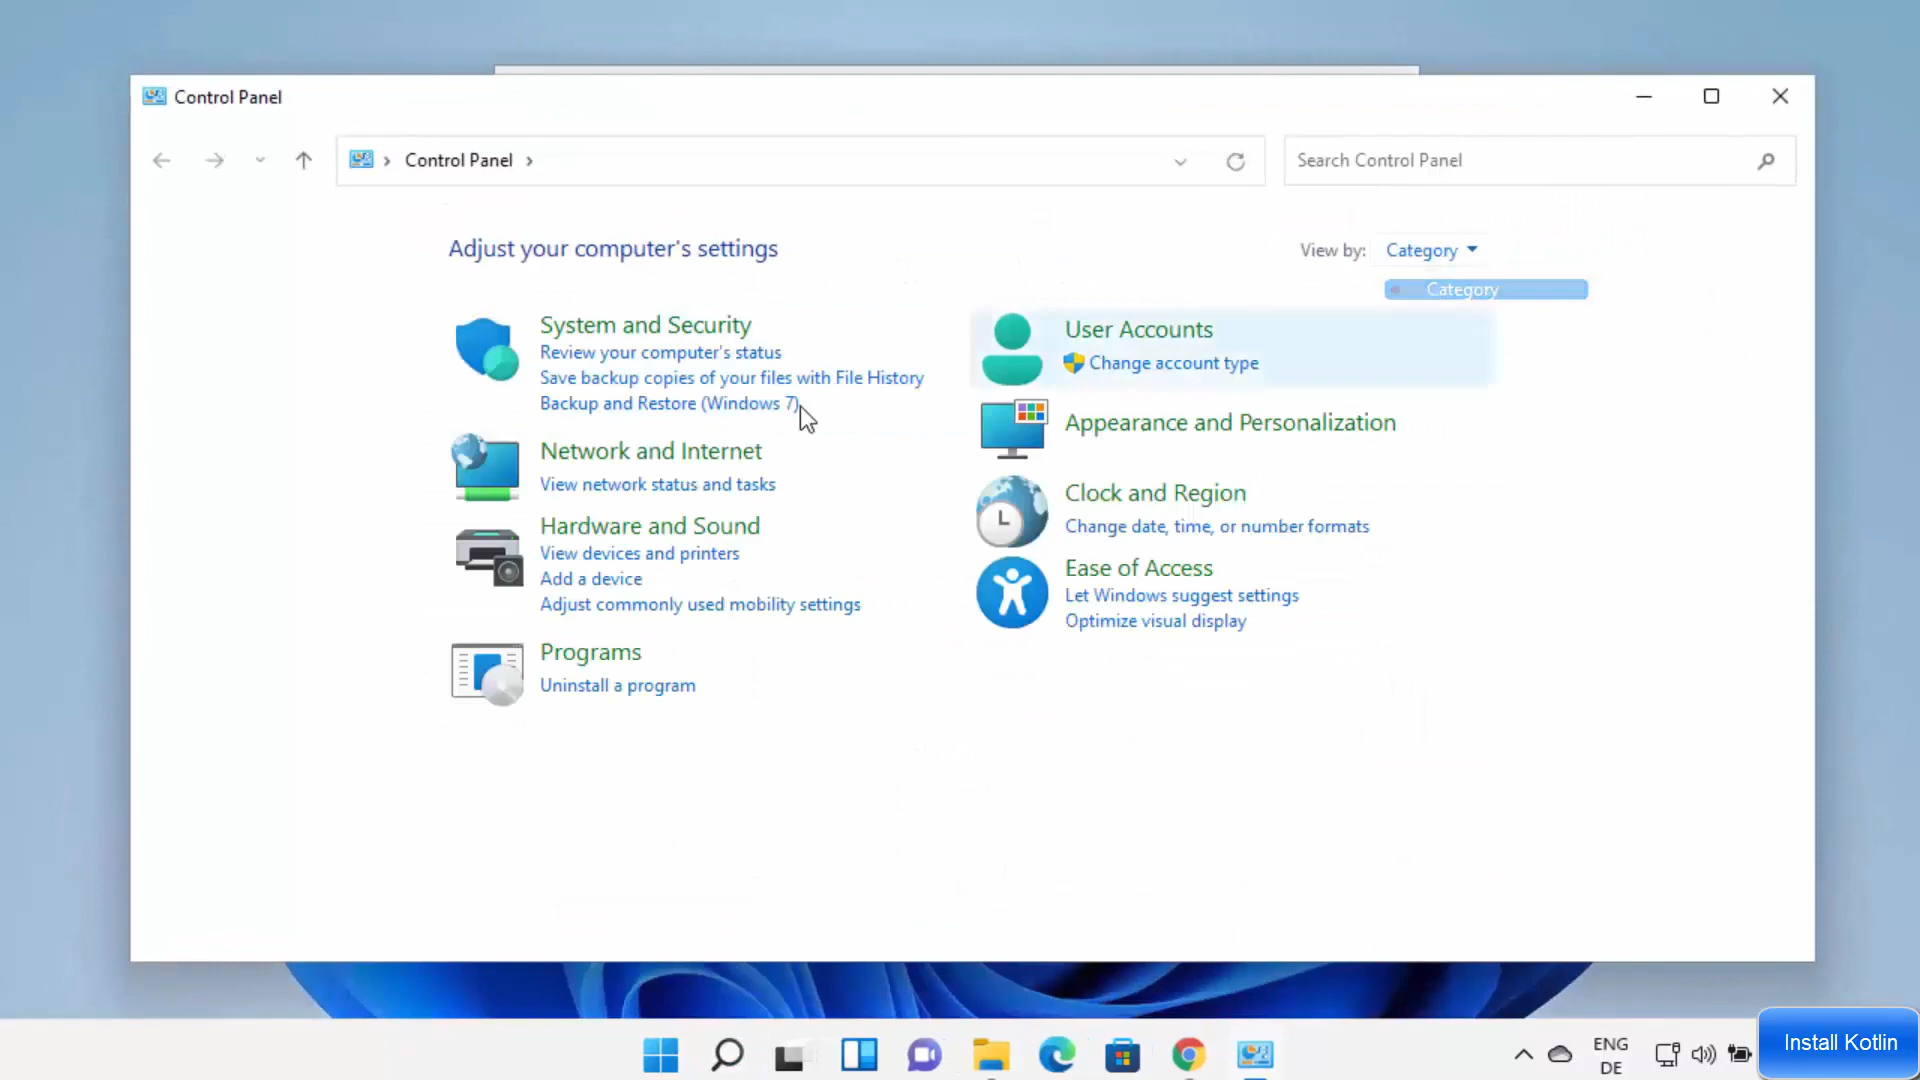 Control Panel
Control Panel
Search Control Panel
Adjust your computer's settings
View by: Category
Category
System and Security
Review your computer's status
Save backup copies of your files with File History
Backup and Restore (Windows 7)
Network and Internet
View network status and tasks
Hardware and Sound
View devices and printers
Add a device
Adjust commonly used mobility settings
Programs
Uninstall a program
User Accounts
Change account type
Appearance and Personalization
Clock and Region
Change date, time, or number formats
Ease of Access
Let Windows suggest settings
Optimize visual display
ENG
DE
Install Kotlin